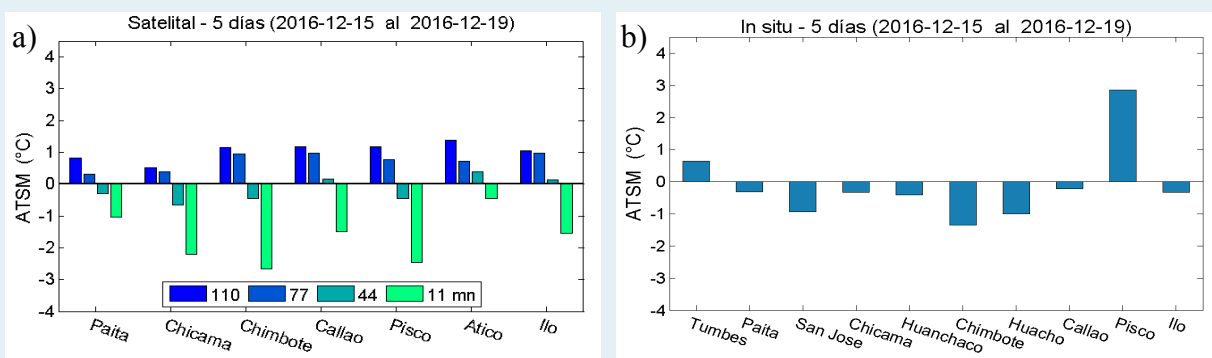 a)
Satelital - 5 días (2016-12-15 al 2016-12-19)
ATSM (°C)
4
3
2
1
0
-1
-2
-3
-4
110 77 44 11 mn
Paita Chicama Chimbote Callao Pisco Atico Ilo
b)
In situ - 5 días (2016-12-15 al 2016-12-19)
ATSM (°C)
4
3
2
1
0
-1
-2
-3
-4
Tumbes Paita San Jose Chicama Huanchaco Chimbote Huacho Callao Pisco Ilo